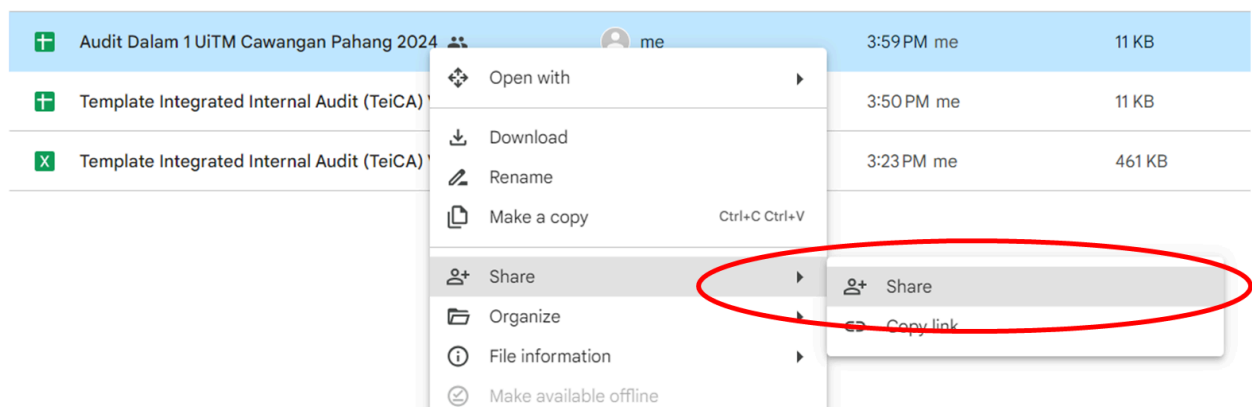 Audit Dalam 1 UiTM Cawangan Pahang 2024 me 3:59 PM me 11 KB
Open with
Template Integrated Internal Audit (TeiCA) 3:50 PM me 11 KB
Download
Template Integrated Internal Audit (TeiCA) 3:23 PM me 461 KB
Rename
Make a copy Ctrl+C Ctrl+V
Share
Share
Organize
Copy link
File information
Make available offline